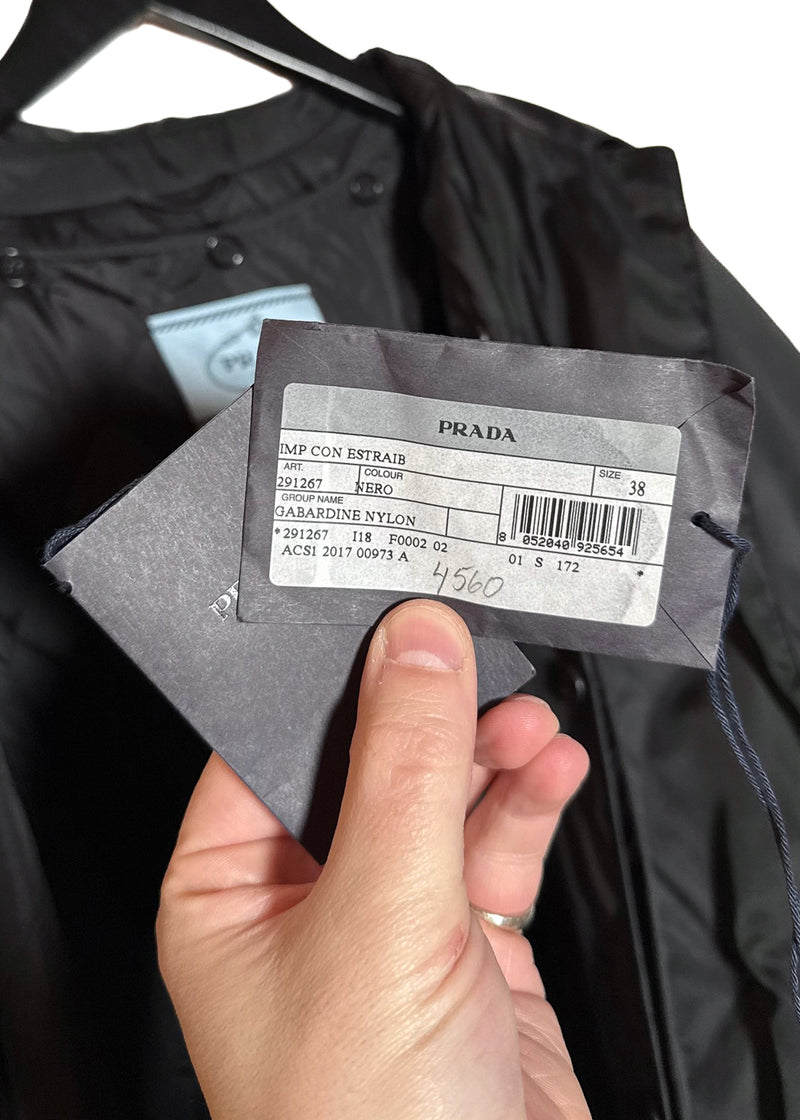 PRADA
IMP CON ESTRAIB
ART. COLOUR SIZE
291267 NERO 38
GROUP NAME
GABARDINE NYLON
8 052040 925654
*291267 I18 F0002 02
ACS1 2017 00973 A 01 S 172 *
4560